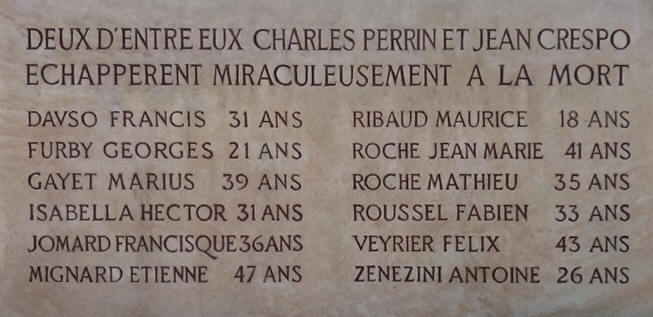 DEUX D'ENTRE EUX CHARLES PERRIN ET JEAN CRESPO
ECHAPPERENT MIRACULEUSEMENT A LA MORT
DAVSO FRANCIS 31 ANS
FURBY GEORGES 21 ANS
GAYET MARIUS 39 ANS
ISABELLA HECTOR 31 ANS
JOMARD FRANCISQUE 36 ANS
MIGNARD ETIENNE 47 ANS
RIBAUD MAURICE 18 ANS
ROCHE JEAN MARIE 41 ANS
ROCHE MATHIEU 35 ANS
ROUSSEL FABIEN 33 ANS
VEYRIER FELIX 43 ANS
ZENEZINI ANTOINE 26 ANS